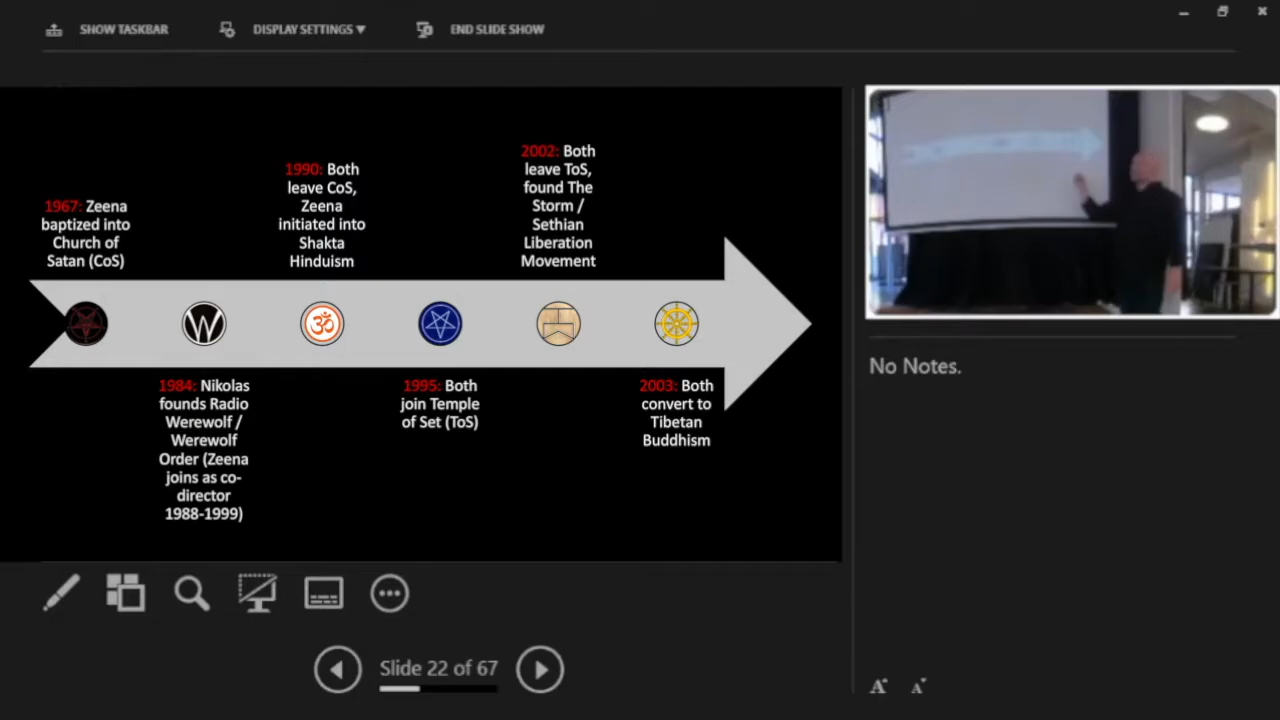 SHOW TASKBAR
DISPLAY SETTINGS ▼
END SLIDE SHOW
1967: Zeena
baptized into
Church of
Satan (CoS)
1984: Nikolas
founds Radio
Werewolf /
Werewolf
Order (Zeena
joins as co-
director
1988-1999)
1990: Both
leave CoS,
Zeena
initiated into
Shakta
Hinduism
1995: Both
join Temple
of Set (ToS)
2002: Both
leave ToS,
found The
Storm /
Sethian
Liberation
Movement
2003: Both
convert to
Tibetan
Buddhism
W
ॐ
No Notes.
Slide 22 of 67
A A